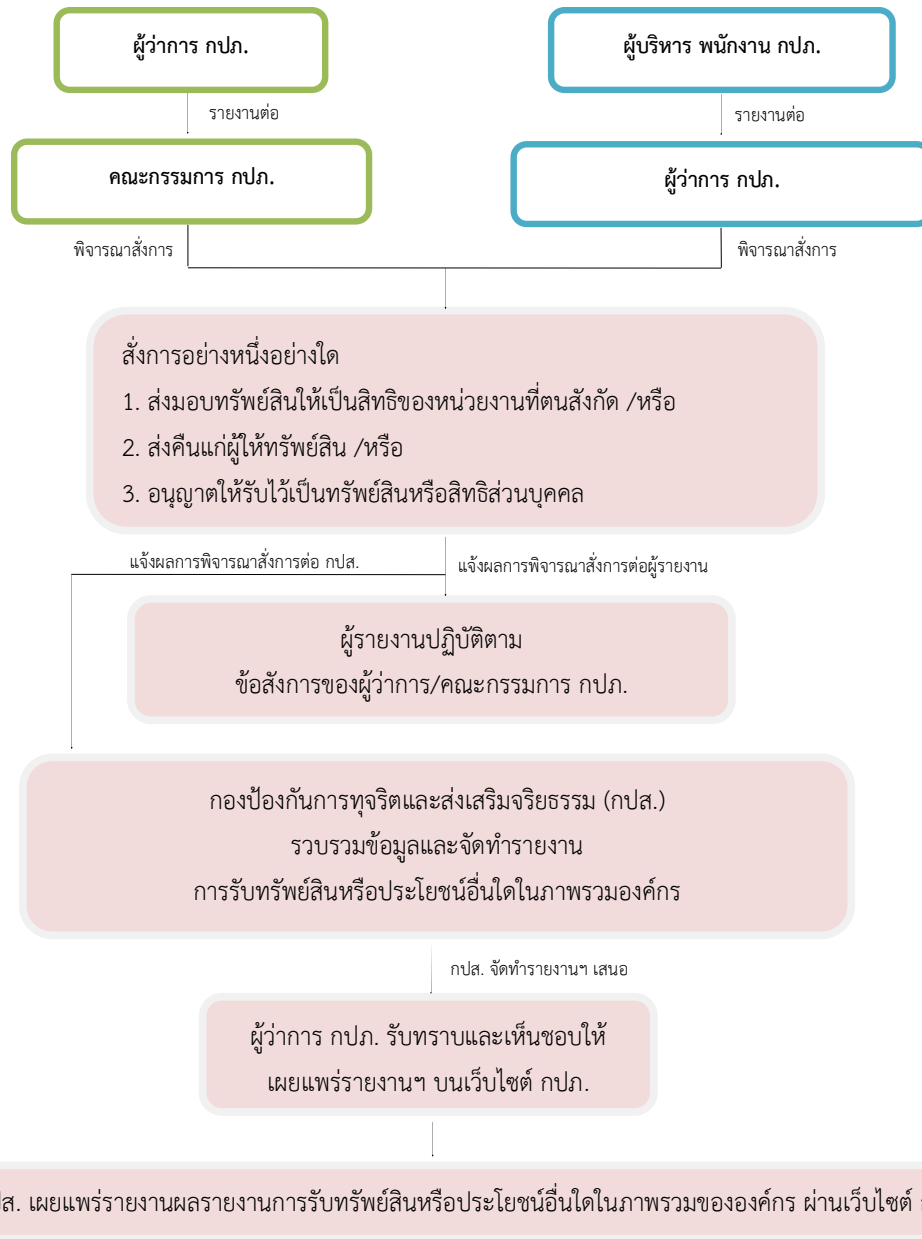 ผู้ว่าการ กปภ.
ผู้บริหาร พนักงาน กปภ.
รายงานต่อ
รายงานต่อ
คณะกรรมการ กปภ.
ผู้ว่าการ กปภ.
พิจารณาสั่งการ
พิจารณาสั่งการ
สั่งการอย่างหนึ่งอย่างใด
1. ส่งมอบทรัพย์สินให้เป็นสิทธิของหน่วยงานที่ตนสังกัด /หรือ
2. ส่งคืนแก่ผู้ให้ทรัพย์สิน /หรือ
3. อนุญาตให้รับไว้เป็นทรัพย์สินหรือสิทธิส่วนบุคคล
แจ้งผลการพิจารณาสั่งการต่อ กปส.
แจ้งผลการพิจารณาสั่งการต่อผู้รายงาน
ผู้รายงานปฏิบัติตาม
ข้อสั่งการของผู้ว่าการ/คณะกรรมการ กปภ.
กองป้องกันการทุจริตและส่งเสริมจริยธรรม (กปส.)
รวบรวมข้อมูลและจัดทำรายงาน
การรับทรัพย์สินหรือประโยชน์อื่นใดในภาพรวมองค์กร
กปส. จัดทำรายงานฯ เสนอ
ผู้ว่าการ กปภ. รับทราบและเห็นชอบให้
เผยแพร่รายงานฯ บนเว็บไซต์ กปภ.
เผยแพร่รายงานผลรายงานการรับทรัพย์สินหรือประโยชน์อื่นใดในภาพรวมขององค์กร ผ่านเว็บไซต์